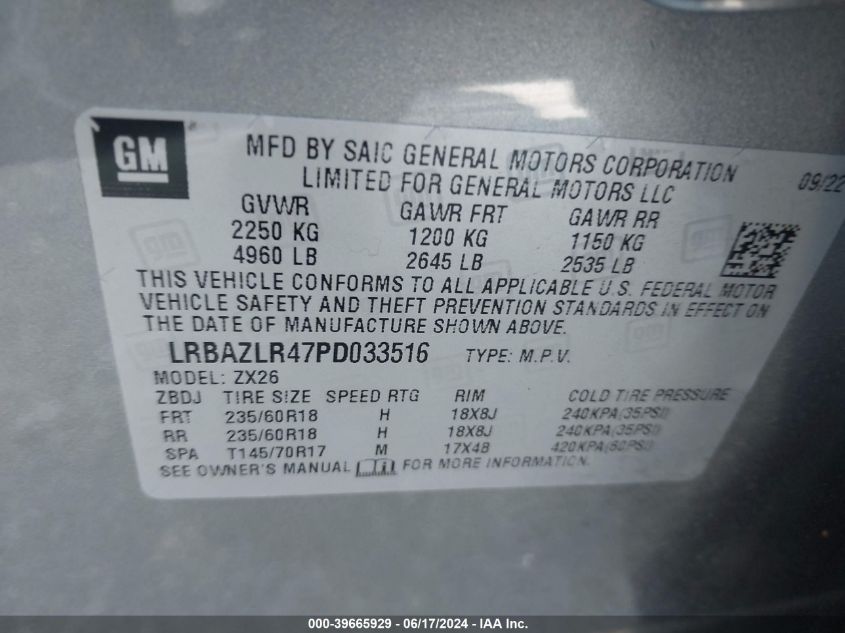 GM
MFD BY SAIC GENERAL MOTORS CORPORATION
LIMITED FOR GENERAL MOTORS LLC
09/22
GVWR GAWR FRT GAWR RR
2250 KG 1200 KG 1150 KG
4960 LB 2645 LB 2535 LB
THIS VEHICLE CONFORMS TO ALL APPLICABLE U.S. FEDERAL MOTOR
VEHICLE SAFETY AND THEFT PREVENTION STANDARDS IN EFFECT ON
THE DATE OF MANUFACTURE SHOWN ABOVE.
LRBAZLR47PD033516 TYPE: M.P.V.
MODEL: ZX26
ZBDJ TIRE SIZE SPEED RTG RIM COLD TIRE PRESSURE
FRT 235/60R18 H 18X8J 240KPA(35PSI)
RR 235/60R18 H 18X8J 240KPA(35PSI)
SPA T145/70R17 M 17X48 420KPA(60PSI)
SEE OWNER'S MANUAL FOR MORE INFORMATION.
000-39665929 - 06/17/2024 - IAA Inc.